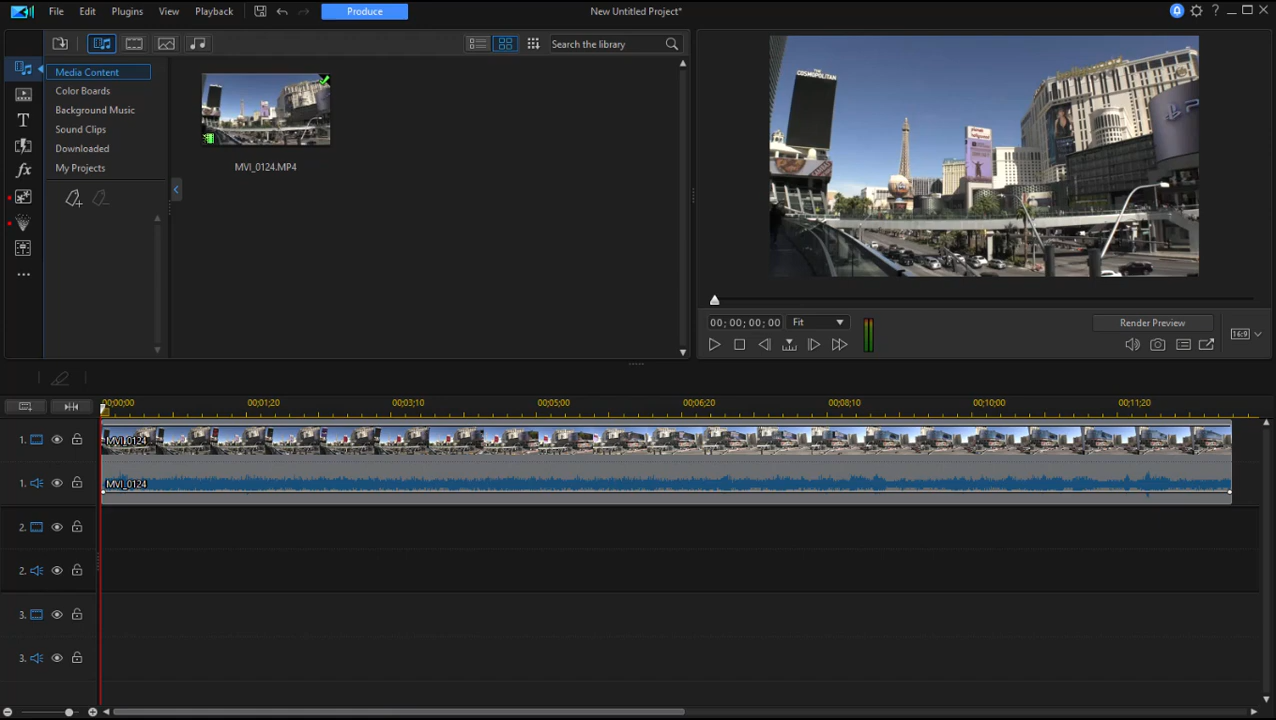 File Edit Plugins View Playback Produce New Untitled Project*
Search the library
Media Content
Color Boards
Background Music
Sound Clips
Downloaded
My Projects
MVI_0124.MP4
THE COSMOPOLITAN
00; 00; 00; 00 Fit Render Preview 16:9
00;00;00 00;01;20 00;03;10 00;05;00 00;06;20 00;08;10 00;10;00 00;11;20
1. MVI_0124
1. MVI_0124
2.
2.
3.
3.